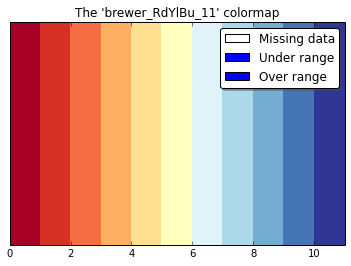 The 'brewer_RdYlBu_11' colormap
Missing data
Under range
Over range
0 2 4 6 8 10